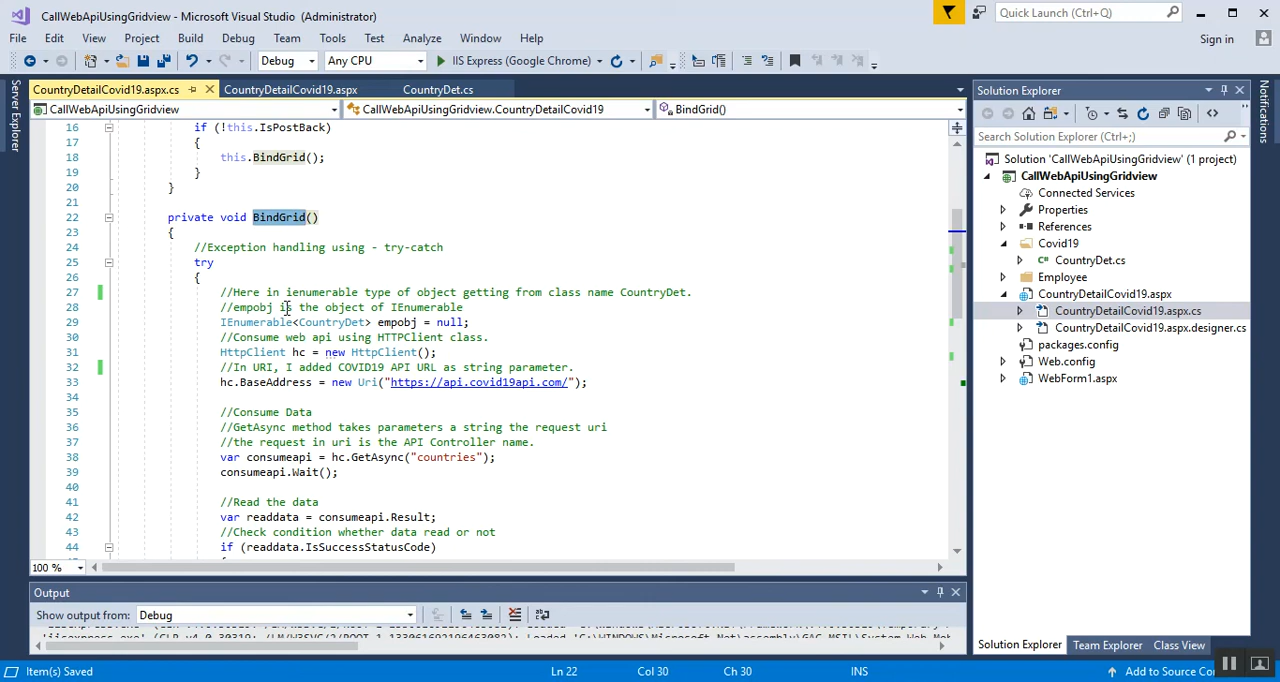 CallWebApiUsingGridview - Microsoft Visual Studio (Administrator)
Quick Launch (Ctrl+Q)
File Edit View Project Build Debug Team Tools Test Analyze Window Help
Sign in
Debug Any CPU IIS Express (Google Chrome)
CountryDetailCovid19.aspx.cs CountryDetailCovid19.aspx CountryDet.cs
CallWebApiUsingGridview CallWebApiUsingGridview.CountryDetailCovid19 BindGrid()
Server Explorer
Notifications
16 if (!this.IsPostBack)
17 {
18 this.BindGrid();
19 }
20 }
21
22 private void BindGrid()
23 {
24 //Exception handling using - try-catch
25 try
26 {
27 //Here in ienumerable type of object getting from class name CountryDet.
28 //empobj is the object of IEnumerable
29 IEnumerable<CountryDet> empobj = null;
30 //Consume web api using HTTPClient class.
31 HttpClient hc = new HttpClient();
32 //In URI, I added COVID19 API URL as string parameter.
33 hc.BaseAddress = new Uri("https://api.covid19api.com/");
34
35 //Consume Data
36 //GetAsync method takes parameters a string the request uri
37 //the request in uri is the API Controller name.
38 var consumeapi = hc.GetAsync("countries");
39 consumeapi.Wait();
40
41 //Read the data
42 var readdata = consumeapi.Result;
43 //Check condition whether data read or not
44 if (readdata.IsSuccessStatusCode)
100 %
Solution Explorer
Search Solution Explorer (Ctrl+;)
Solution 'CallWebApiUsingGridview' (1 project)
CallWebApiUsingGridview
Connected Services
Properties
References
Covid19
CountryDet.cs
Employee
CountryDetailCovid19.aspx
CountryDetailCovid19.aspx.cs
CountryDetailCovid19.aspx.designer.cs
packages.config
Web.config
WebForm1.aspx
Solution Explorer Team Explorer Class View
Output
Show output from: Debug
Item(s) Saved Ln 22 Col 30 Ch 30 INS Add to Source Co